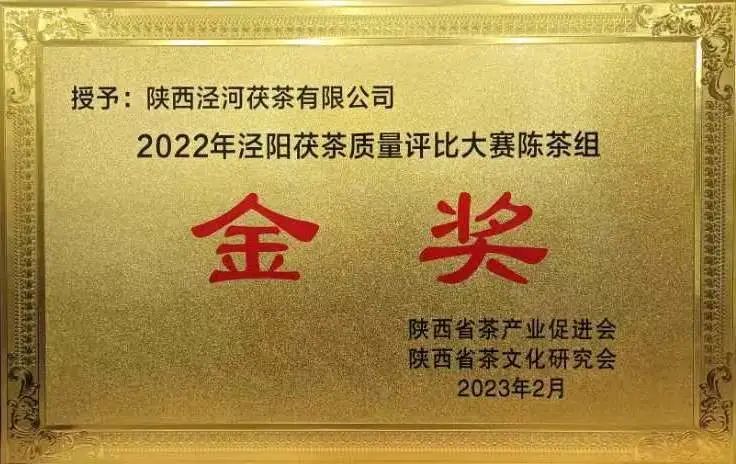 授予：陕西泾河茯茶有限公司
2022年泾阳茯茶质量评比大赛陈茶组
金奖
陕西省茶产业促进会
陕西省茶文化研究会
2023年2月